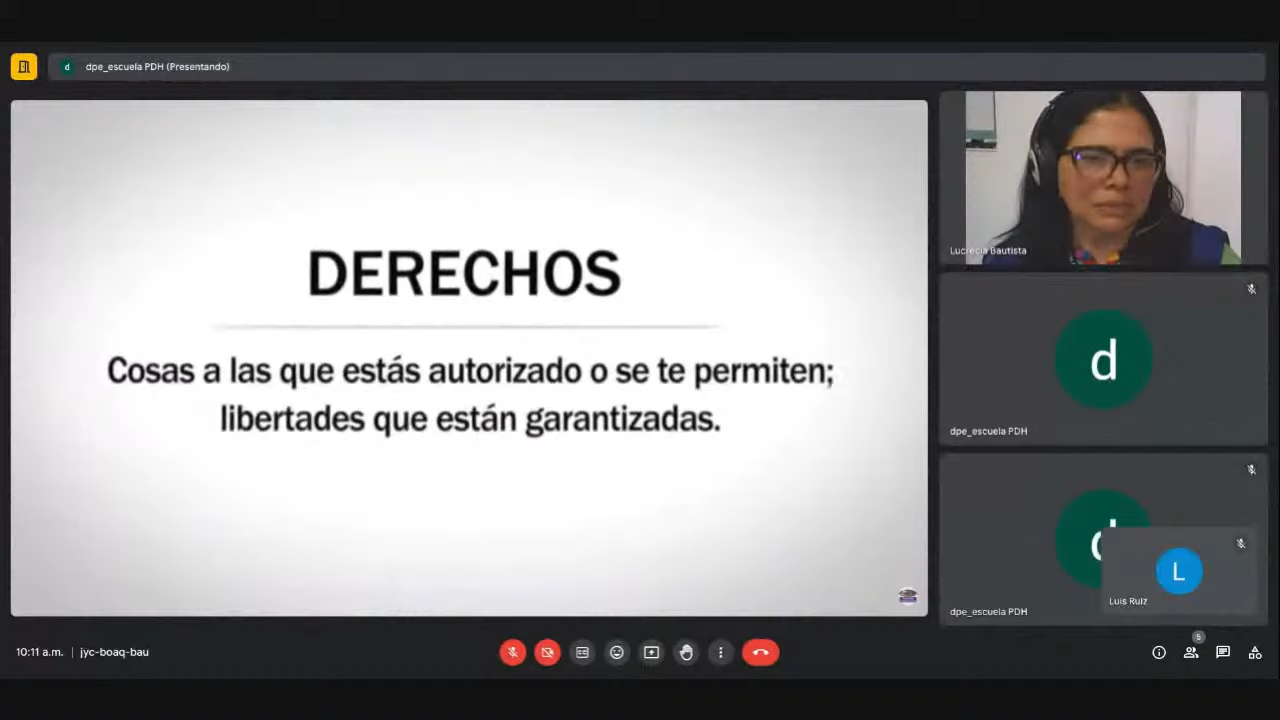 d dpe_escuela PDH (Presentando)
DERECHOS
Cosas a las que estás autorizado o se te permiten;
libertades que están garantizadas.
Lucrecia Bautista
d
dpe_escuela PDH
d
L
Luis Ruiz
dpe_escuela PDH
10:11 a.m. | jyc-boaq-bau
5